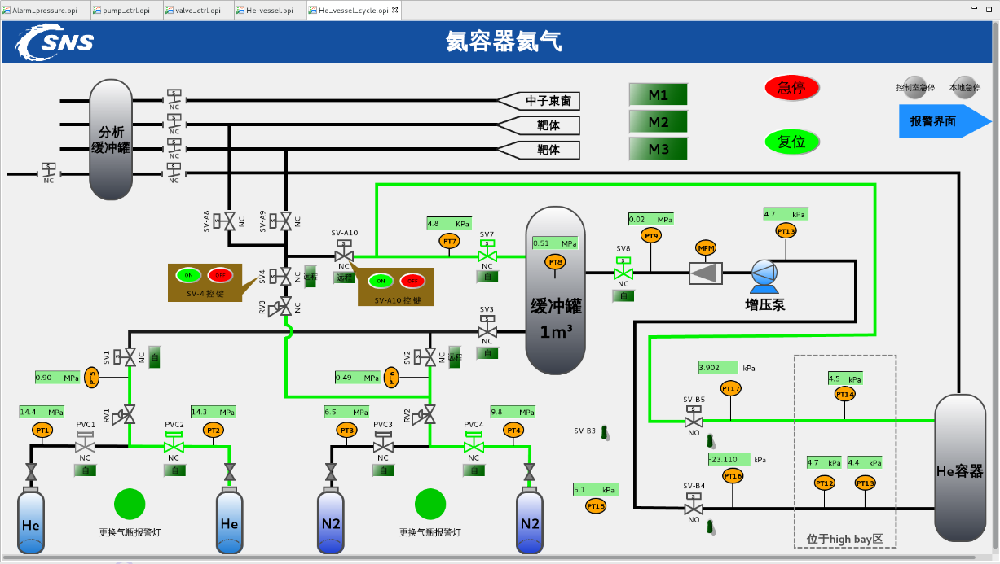 Alarm_pressure.opi
pump_ctrl.opi
valve_ctrl.opi
He-vessel.opi
He_vessel_cycle.opi
SNS
氦容器氦气
分析
缓冲罐
NC
NC
NC
NC
NC
中子束窗
靶体
靶体
M1
M2
M3
急停
复位
控制室急停
本地急停
报警界面
SV-A8
NC
SV-A9
NC
SV-A10
NC
远程
4.8 KPa
PT7
SV7
NC
自
0.51 MPa
PT8
缓冲罐
1m³
SV8
NC
自
0.02 MPa
PT9
MFM
4.7 kPa
PT13
增压泵
ON
OFF
SV-4 控 键
SV4
NC
远程
ON
OFF
SV-A10 控 键
RV3
NC
SV3
NC
自
SV1
NC
自
SV2
NC
远程
0.90 MPa
PT5
0.49 MPa
PT6
14.4 MPa
PT1
PVC1
NC
自
RV1
PVC2
NC
自
14.3 MPa
PT2
6.5 MPa
PT3
PVC3
NC
自
RV2
PVC4
NC
自
9.8 MPa
PT4
He
更换气瓶报警灯
He
N2
更换气瓶报警灯
N2
SV-B3
5.1 kPa
PT15
3.902 kPa
PT17
SV-B5
NO
-23.110 kPa
PT16
SV-B4
NO
4.5 kPa
PT14
4.7 kPa
PT12
4.4 kPa
PT13
位于high bay区
He容器